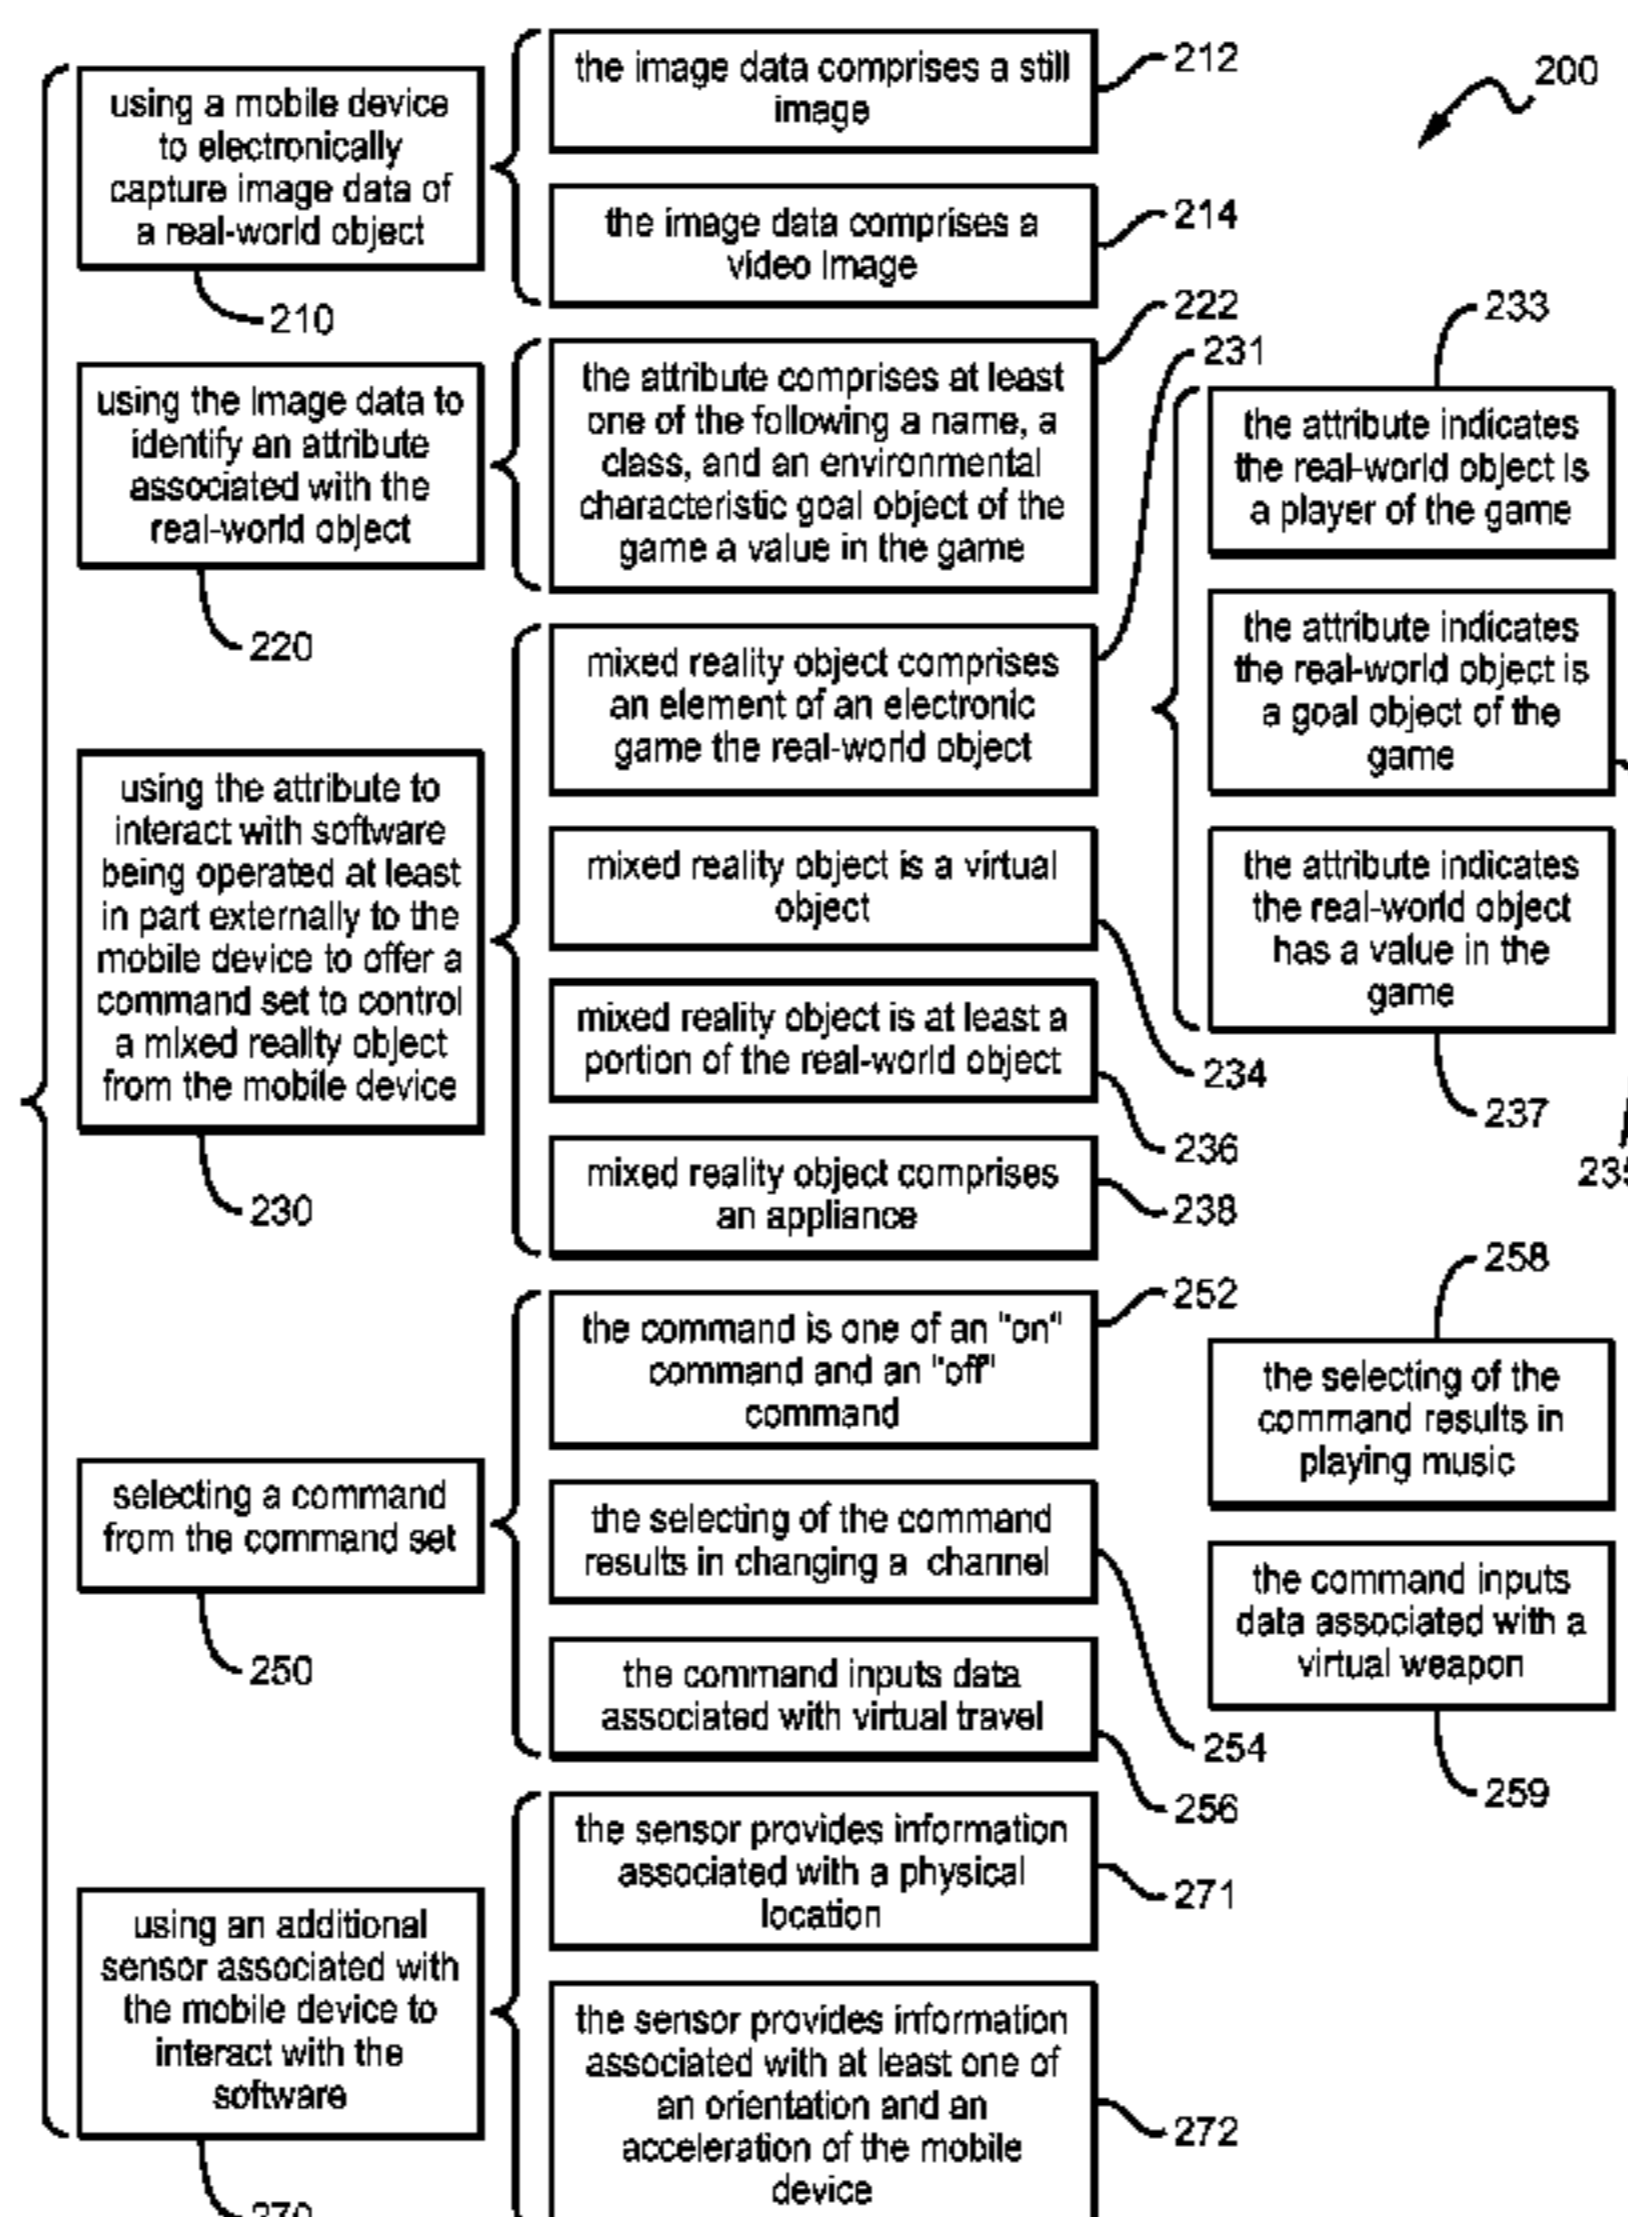 200
using a mobile device
to electronically
capture image data of
a real-world object
210
the image data comprises a still
image
212
the image data comprises a
video Image
214
using the Image data to
identify an attribute
associated with the
real-world object
220
the attribute comprises at least
one of the following a name, a
class, and an environmental
characteristic goal object of the
game a value in the game
222
using the attribute to
interact with software
being operated at least
in part externally to the
mobile device to offer a
command set to control
a mixed reality object
from the mobile device
230
mixed reality object comprises
an element of an electronic
game the real-world object
231
mixed reality object is a virtual
object
234
mixed reality object is at least a
portion of the real-world object
236
mixed reality object comprises
an appliance
238
233
the attribute indicates
the real-world object Is
a player of the game
the attribute indicates
the real-world object is
a goal object of the
game
the attribute indicates
the real-world object
has a value in the
game
237
selecting a command
from the command set
250
the command is one of an "on"
command and an "off"
command
252
the selecting of the command
results in changing a channel
254
the command inputs data
associated with virtual travel
256
258
the selecting of the
command results in
playing music
the command inputs
data associated with a
virtual weapon
259
using an additional
sensor associated with
the mobile device to
interact with the
software
the sensor provides information
associated with a physical
location
271
the sensor provides information
associated with at least one of
an orientation and an
acceleration of the mobile
device
272